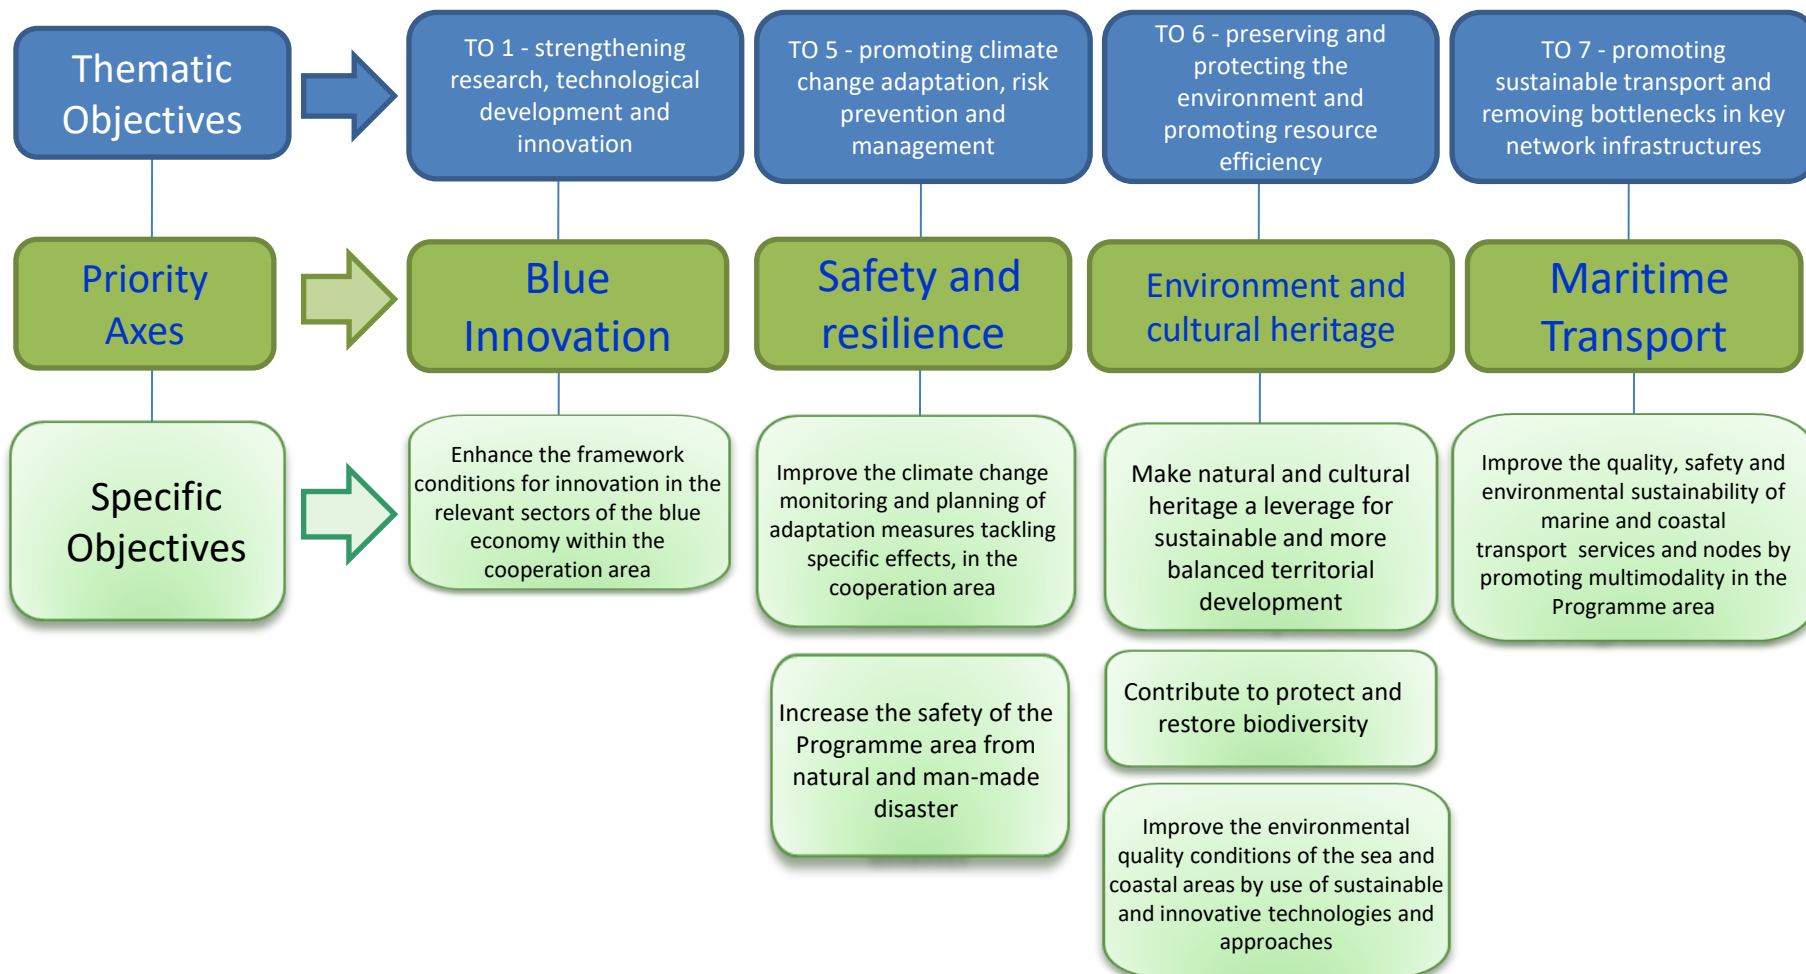 Thematic
Objectives
TO 1 - strengthening
research, technological
development and
innovation
TO 5 - promoting climate
change adaptation, risk
prevention and
management
TO 6 - preserving and
protecting the
environment and
promoting resource
efficiency
TO 7 - promoting
sustainable transport and
removing bottlenecks in key
network infrastructures
Priority
Axes
Blue
Innovation
Safety and
resilience
Environment and
cultural heritage
Maritime
Transport
Specific
Objectives
Enhance the framework
conditions for innovation in the
relevant sectors of the blue
economy within the
cooperation area
Improve the climate change
monitoring and planning of
adaptation measures tackling
specific effects, in the
cooperation area
Make natural and cultural
heritage a leverage for
sustainable and more
balanced territorial
development
Improve the quality, safety and
environmental sustainability of
marine and coastal
transport  services and nodes by
promoting multimodality in the
Programme area
Increase the safety of the
Programme area from
natural and man-made
disaster
Contribute to protect and
restore biodiversity
Improve the environmental
quality conditions of the sea and
coastal areas by use of sustainable
and innovative technologies and
approaches